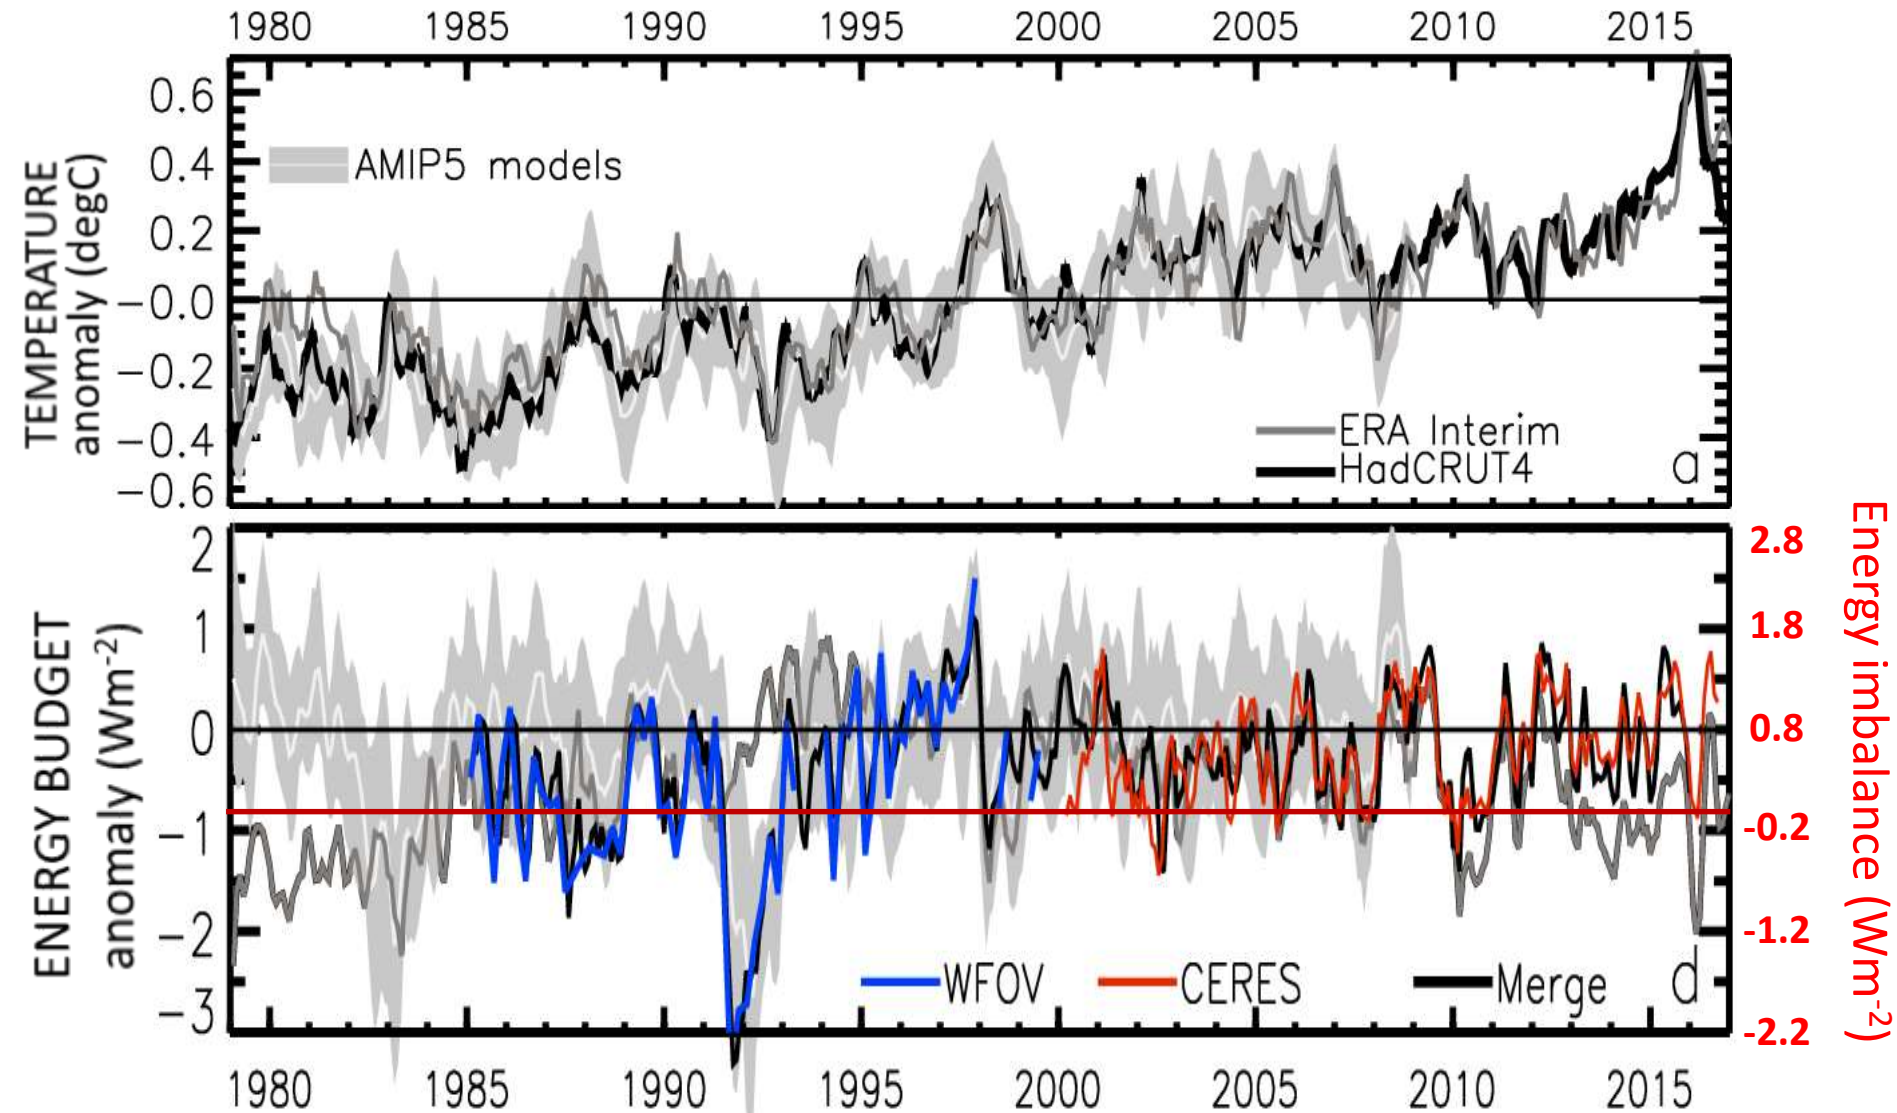 1980 1985 1990 1995 2000 2005 2010 2015
TEMPERATURE
anomaly (degC)
0.6
0.4
0.2
−0.0
−0.2
−0.4
−0.6
AMIP5 models
ERA Interim
HadCRUT4
a
ENERGY BUDGET
anomaly (Wm-2)
2
1
0
−1
−2
−3
WFOV
CERES
Merge
d
2.8
1.8
0.8
-0.2
-1.2
-2.2
Energy imbalance (Wm-2)
1980 1985 1990 1995 2000 2005 2010 2015